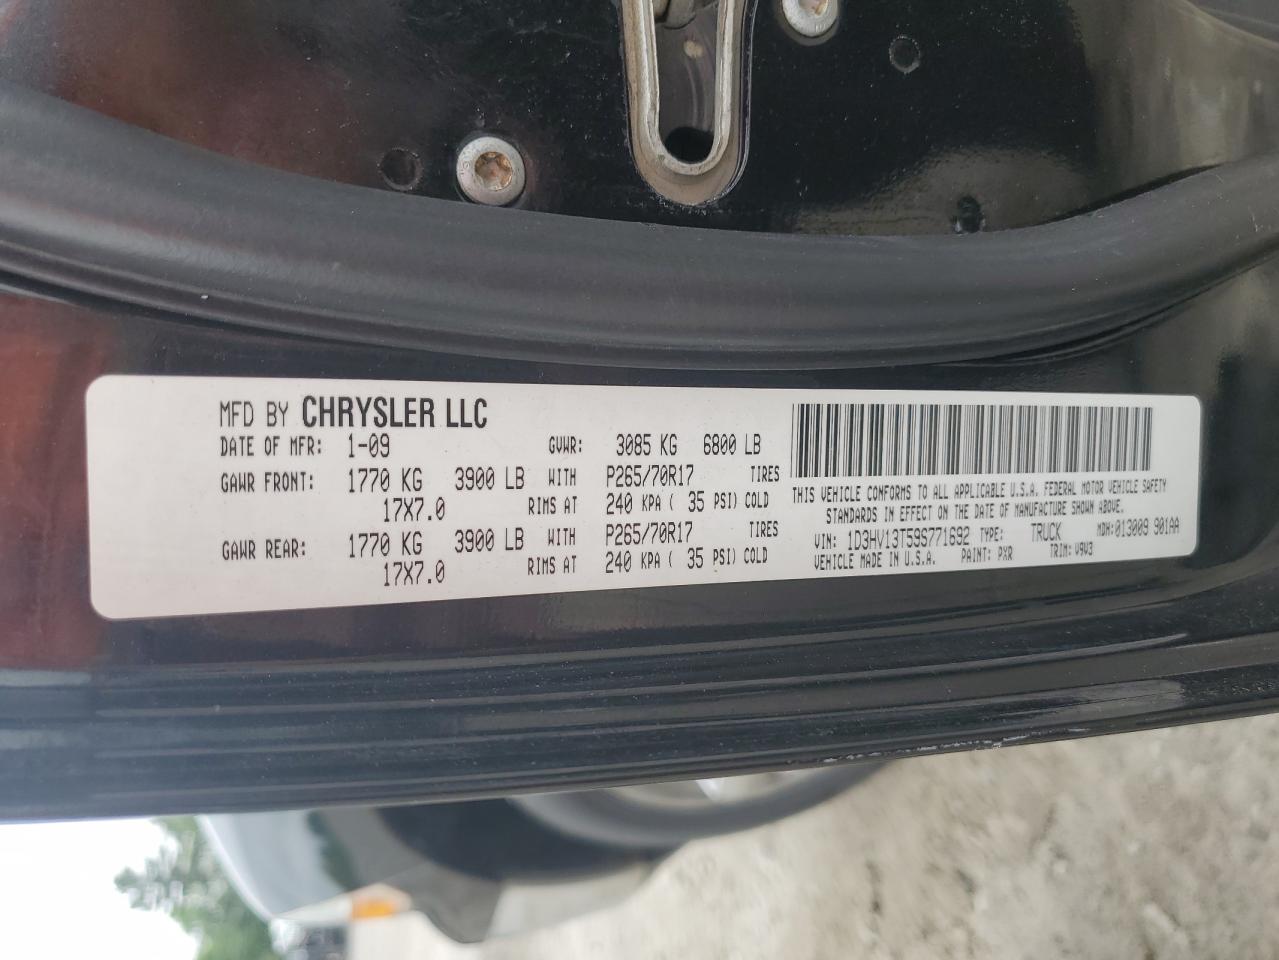 MFD BY CHRYSLER LLC
DATE OF MFR: 1-09 GVWR: 3085 KG 6800 LB
GAWR FRONT: 1770 KG 3900 LB WITH P265/70R17 TIRES
17X7.0 RIMS AT 240 KPA ( 35 PSI) COLD
GAWR REAR: 1770 KG 3900 LB WITH P265/70R17 TIRES
17X7.0 RIMS AT 240 KPA ( 35 PSI) COLD
THIS VEHICLE CONFORMS TO ALL APPLICABLE U.S.A. FEDERAL MOTOR VEHICLE SAFETY
STANDARDS IN EFFECT ON THE DATE OF MANUFACTURE SHOWN ABOVE.
VIN: 1D3HV13T59S771692 TYPE: TRUCK MDH: 013009 901AA
VEHICLE MADE IN U.S.A. PAINT: PXR TRIM: V9V3